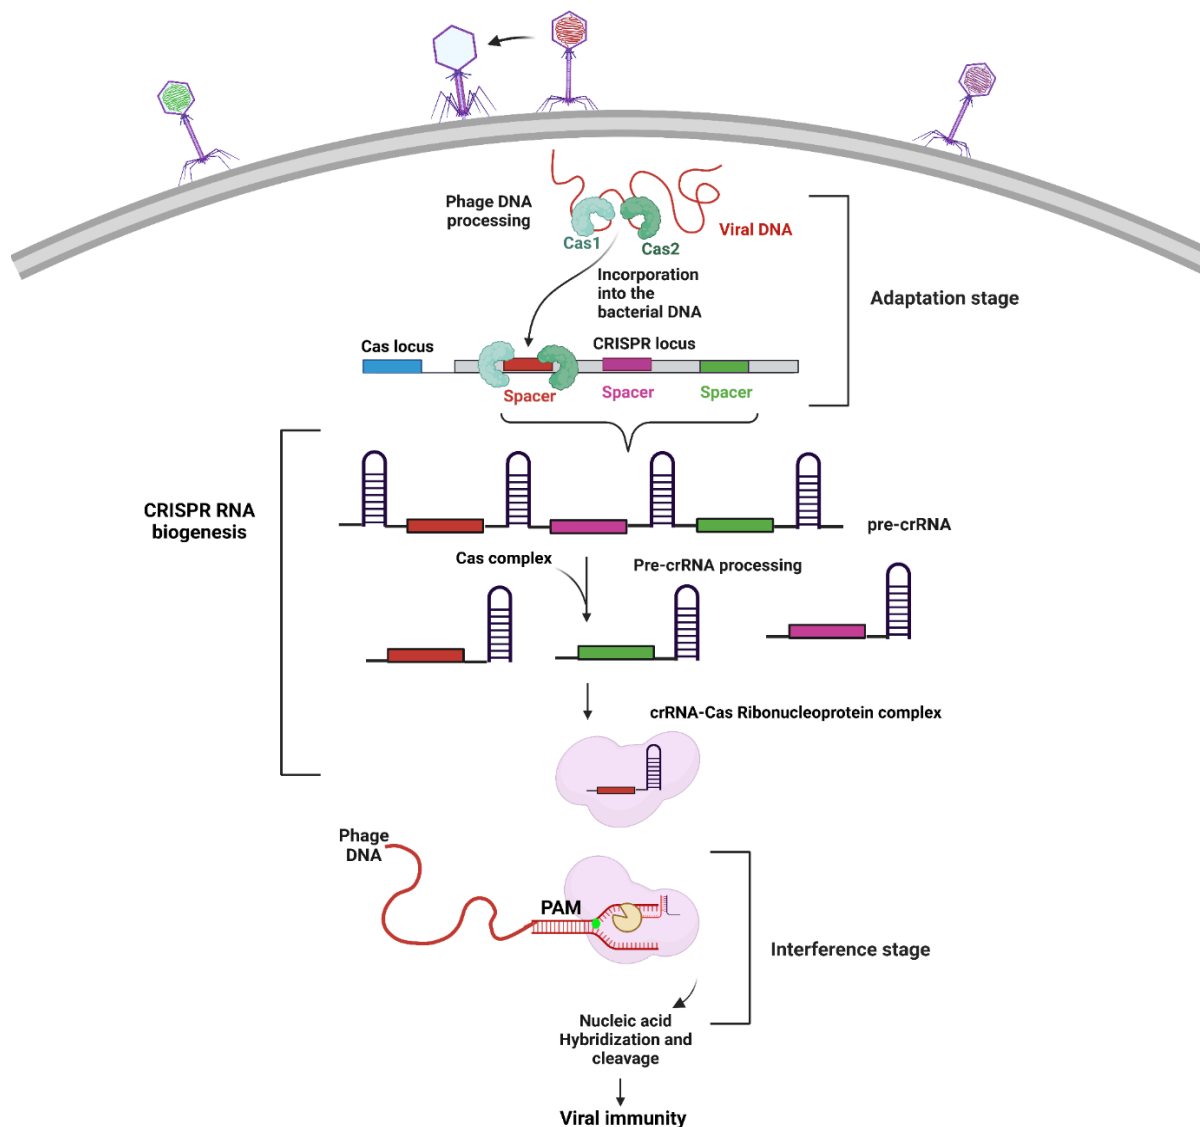 Phage DNA
processing
Cas1
Cas2
Viral DNA
Incorporation
into the
bacterial DNA
Adaptation stage
Cas locus
CRISPR locus
Spacer
Spacer
Spacer
CRISPR RNA
biogenesis
pre-crRNA
Cas complex
Pre-crRNA processing
crRNA-Cas Ribonucleoprotein complex
Phage
DNA
PAM
Interference stage
Nucleic acid
Hybridization and
cleavage
Viral immunity